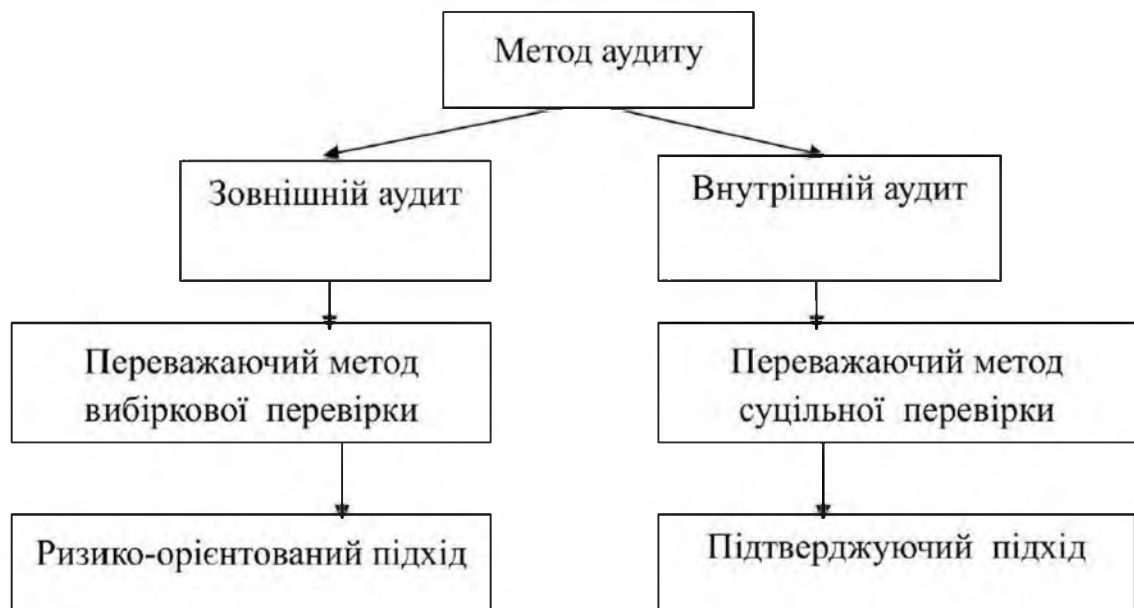 Метод аудиту
Зовнішній аудит
Внутрішній аудит
Переважаючий метод
вибіркової перевірки
Переважаючий метод
суцільної перевірки
Ризико-орієнтований підхід
Підтверджуючий підхід